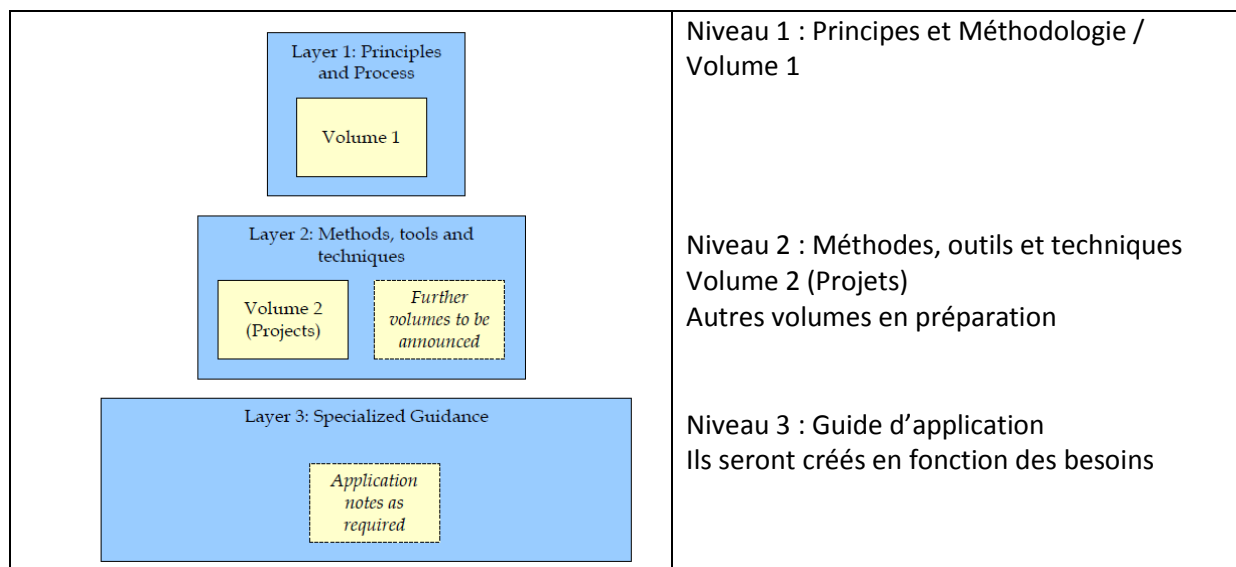 Layer 1: Principles
and Process
Volume 1
Layer 2: Methods, tools and
techniques
Volume 2
(Projects)
Further
volumes to be
announced
Layer 3: Specialized Guidance
Application
notes as
required
Niveau 1 : Principes et Méthodologie /
Volume 1
Niveau 2 : Méthodes, outils et techniques
Volume 2 (Projets)
Autres volumes en préparation
Niveau 3 : Guide d’application
Ils seront créés en fonction des besoins